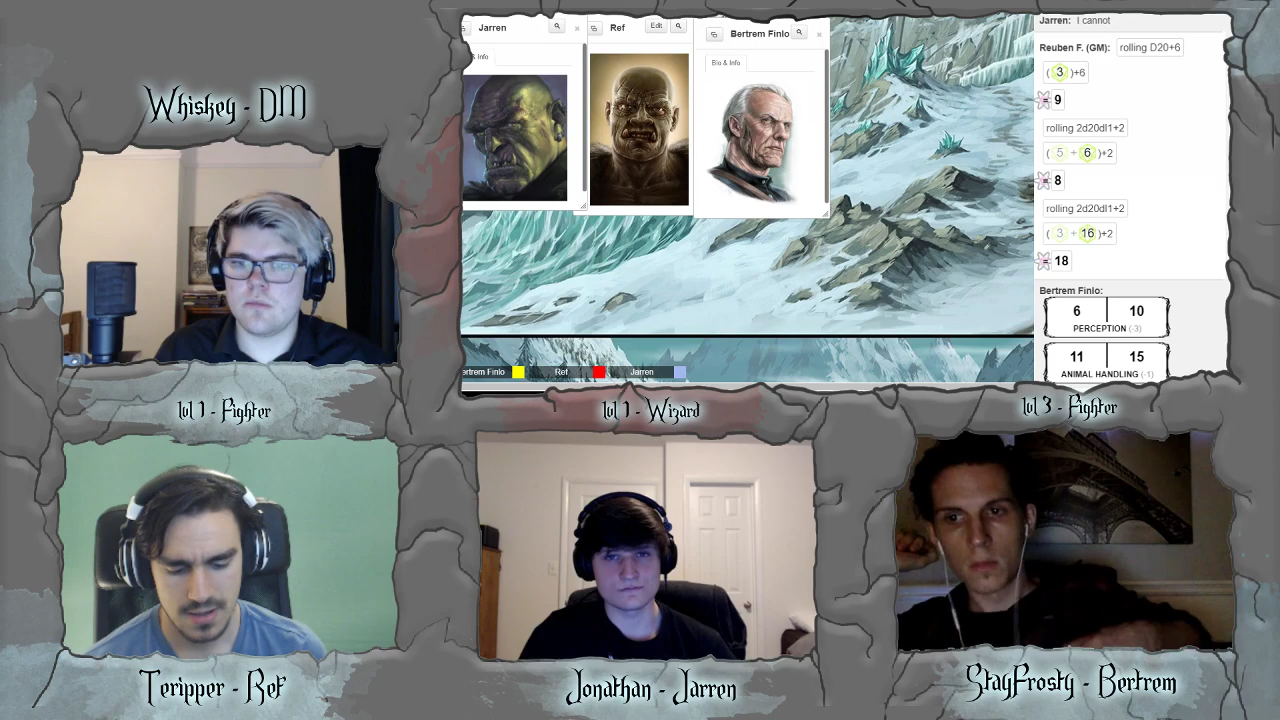 Whiskey - DM
Jarren
Ref
Edit
Bertrem Finlo
Bio & Info
Jarren: I cannot
Reuben F. (GM): rolling D20+6
(3)+6
=9
rolling 2d20dl1+2
(5+6)+2
=8
rolling 2d20dl1+2
(3+16)+2
=18
Bertrem Finlo:
6 10
PERCEPTION (-3)
11 15
ANIMAL HANDLING (-1)
ertrem Finlo Ref Jarren
lvl 1 - Fighter
lvl 1 - Wizard
lvl 3 - Fighter
Teripper - Ref
Jonathan - Jarren
StayFrosty - Bertrem